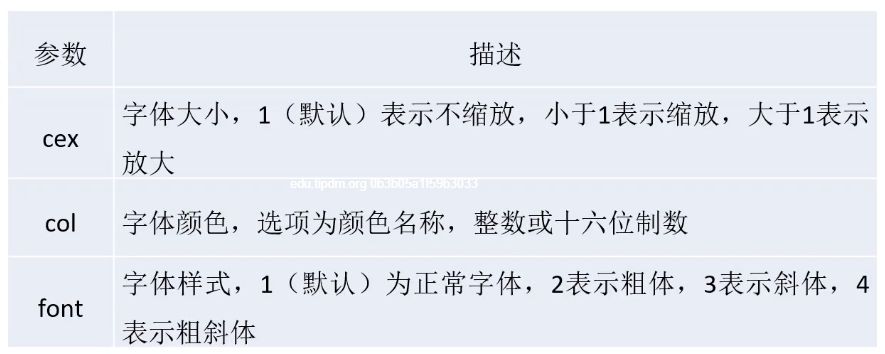 参数 描述
cex 字体大小，1（默认）表示不缩放，小于1表示缩放，大于1表示
放大
edu.tipdm.org 0b3b05a1f59b3033
col 字体颜色，选项为颜色名称，整数或十六位制数
font 字体样式，1（默认）为正常字体，2表示粗体，3表示斜体，4
表示粗斜体